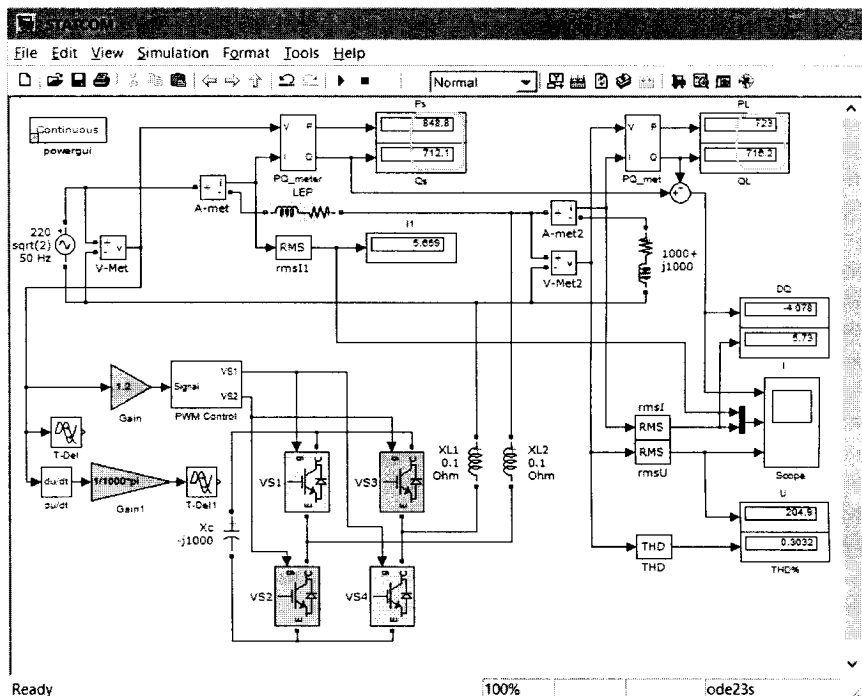 STATCOM
File Edit View Simulation Format Tools Help
Normal
Continuous
powergui
V
I
P
Q
PQ_meter
Ps
848.8
712.1
Qs
V
I
P
Q
PQ_met
PL
723
716.2
QL
A-met
LEP
I1
RMS
rmsI1
5.669
220
sqrt(2)
50 Hz
V-Met
A-met2
V-Met2
1000+
j1000
DQ
-4.078
5.73
I
1.2
Gain
Signal
VS1
VS2
PWM Control
T-Del
du/dt
du/dt
1/1000*pi
Gain1
T-Del1
VS1
VS3
VS2
VS4
Xc
-j1000
XL1
0.1
Ohm
XL2
0.1
Ohm
rmsI
RMS
RMS
rmsU
Scope
U
204.9
0.3032
THD%
THD
THD
Ready
100%
ode23s